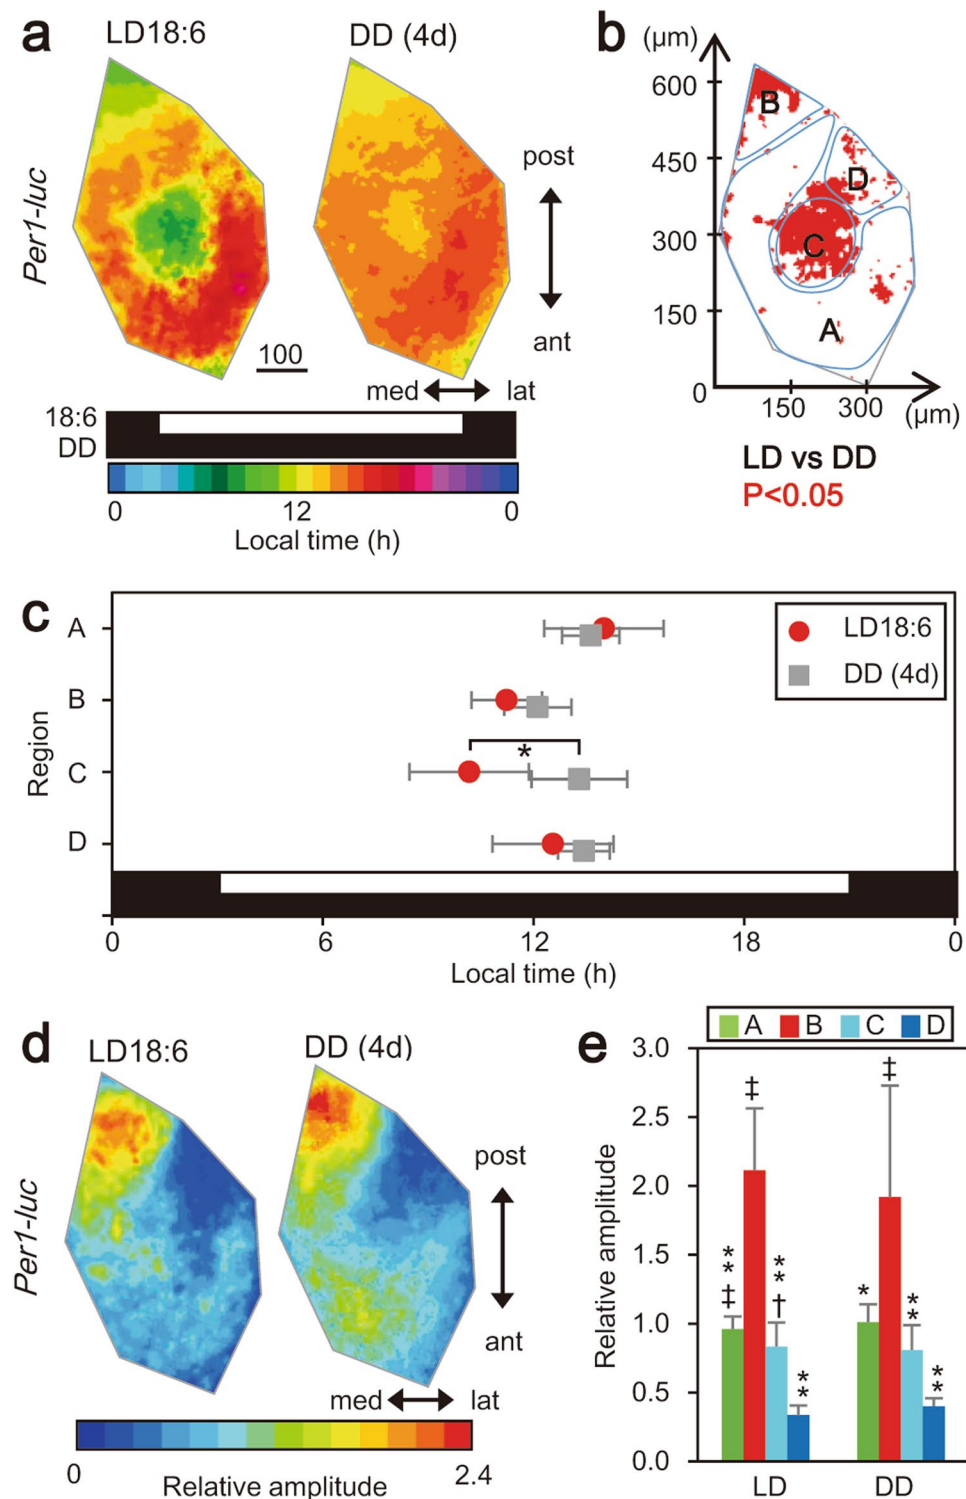 a
LD18:6
DD (4d)
Per1-luc
post
ant
100
med
lat
18:6
DD
0
12
0
Local time (h)
b
(μm)
600
450
300
150
0
B
D
C
A
150
300
(μm)
LD vs DD
P<0.05
c
Region
A
B
C
D
*
LD18:6
DD (4d)
0
6
12
18
0
Local time (h)
d
LD18:6
DD (4d)
Per1-luc
post
ant
med
lat
0
2.4
Relative amplitude
e
A B C D
Relative amplitude
3.0
2.5
2.0
1.5
1.0
0.5
0.0
**
‡
‡
**
†
**
*
‡
**
**
LD
DD